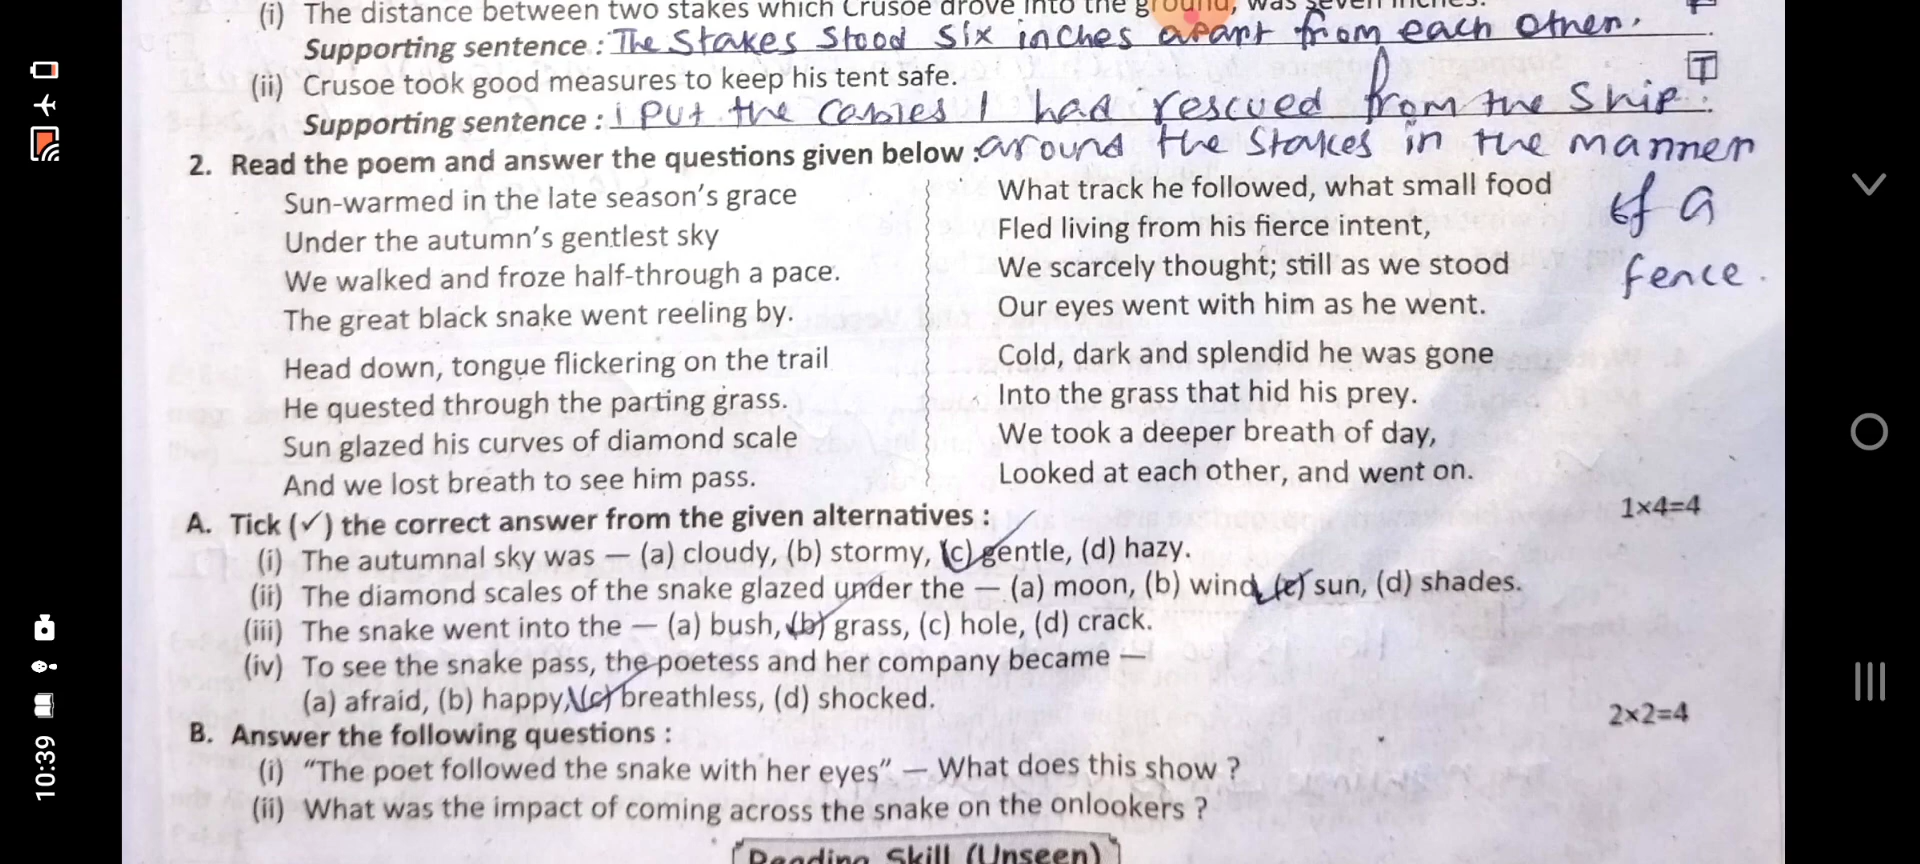 (i) The distance between two stakes which Crusoe drove into the ground, was seven inches.
Supporting sentence : The Stakes Stood Six inches apart from each other.
(ii) Crusoe took good measures to keep his tent safe. T
Supporting sentence : i Put the cables I had rescued from the Ship
2. Read the poem and answer the questions given below : around the Stakes in the manner
of a
fence.
Sun-warmed in the late season's grace
Under the autumn's gentlest sky
We walked and froze half-through a pace.
The great black snake went reeling by.
Head down, tongue flickering on the trail
He quested through the parting grass.
Sun glazed his curves of diamond scale
And we lost breath to see him pass.
What track he followed, what small food
Fled living from his fierce intent,
We scarcely thought; still as we stood
Our eyes went with him as he went.
Cold, dark and splendid he was gone
Into the grass that hid his prey.
We took a deeper breath of day,
Looked at each other, and went on.
A. Tick (✓) the correct answer from the given alternatives : 1×4=4
(i) The autumnal sky was — (a) cloudy, (b) stormy, (c) gentle, (d) hazy.
(ii) The diamond scales of the snake glazed under the — (a) moon, (b) wind, (c) sun, (d) shades.
(iii) The snake went into the — (a) bush, (b) grass, (c) hole, (d) crack.
(iv) To see the snake pass, the poetess and her company became —
(a) afraid, (b) happy, (c) breathless, (d) shocked.
B. Answer the following questions : 2×2=4
(i) "The poet followed the snake with her eyes" — What does this show ?
(ii) What was the impact of coming across the snake on the onlookers ?
Reading Skill (Unseen)
10:39